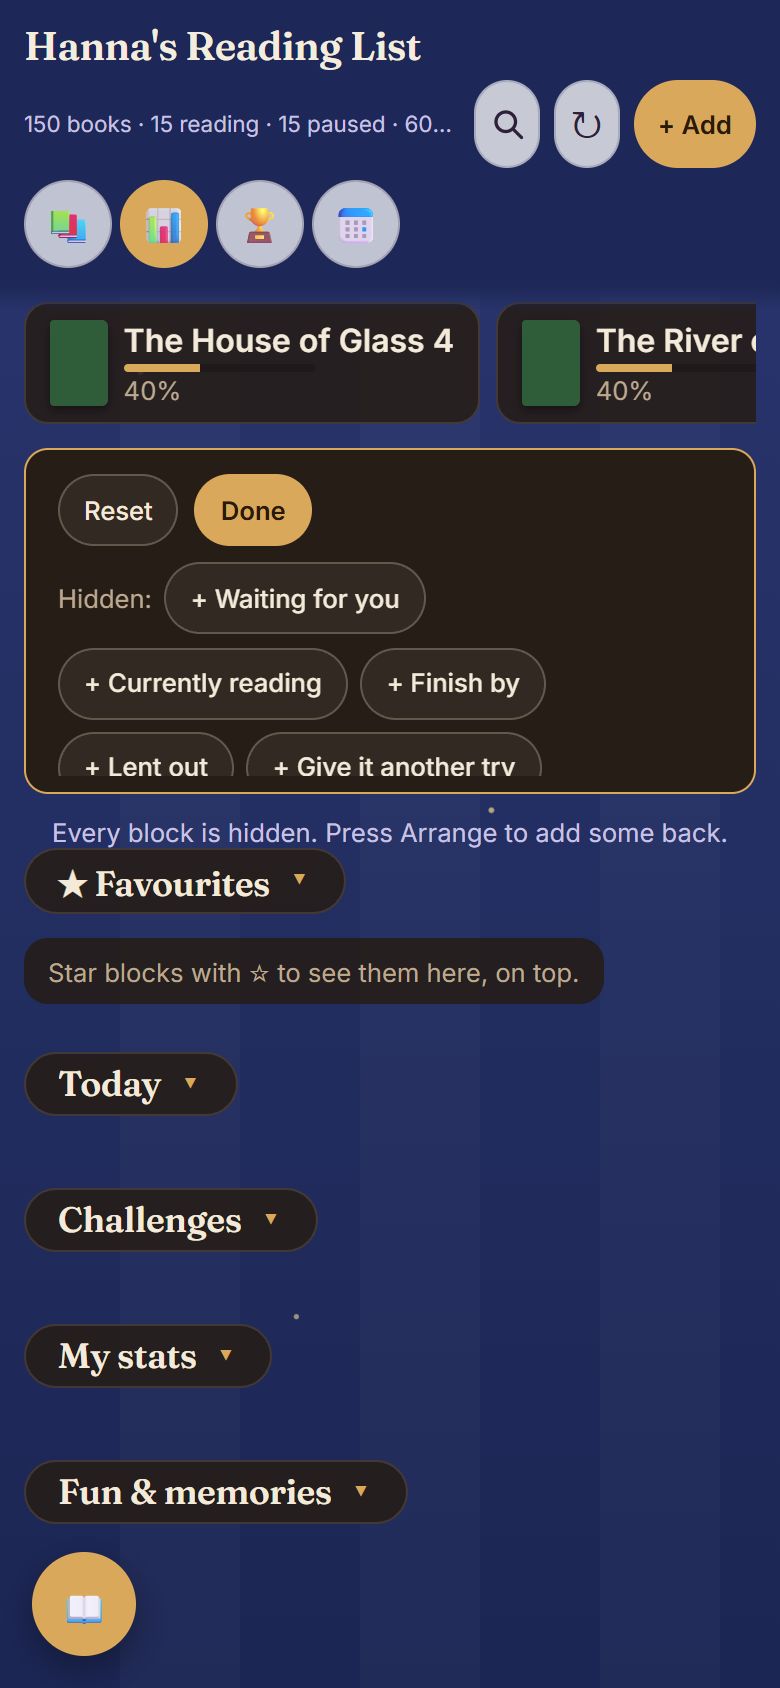 Hanna's Reading List
150 books · 15 reading · 15 paused · 60...
+ Add
The House of Glass 4
40%
The River
40%
Reset
Done
Hidden:
+ Waiting for you
+ Currently reading
+ Finish by
+ Lent out
+ Give it another try
Every block is hidden. Press Arrange to add some back.
★ Favourites ▼
Star blocks with ☆ to see them here, on top.
Today ▼
Challenges ▼
My stats ▼
Fun & memories ▼